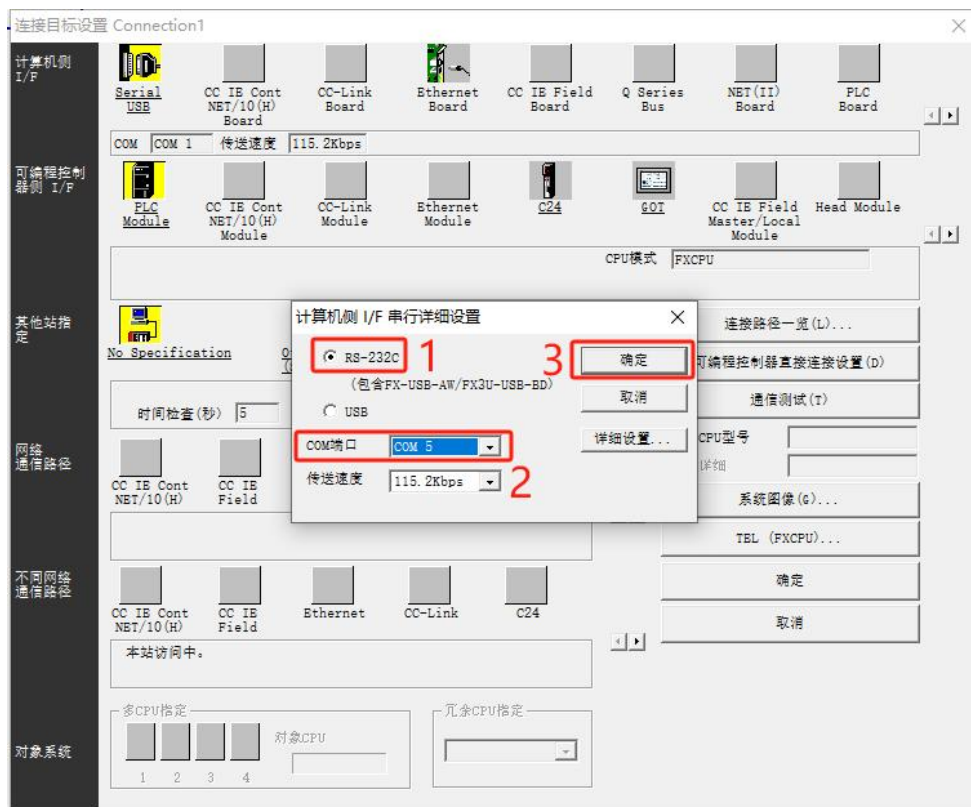 连接目标设置 Connection1
计算机侧
I/F
Serial
USB
CC IE Cont
NET/10(H)
Board
CC-Link
Board
Ethernet
Board
CC IE Field
Board
Q Series
Bus
NET(II)
Board
PLC
Board
COM COM 1 传送速度 115.2Kbps
可编程控制
器侧 I/F
PLC
Module
CC IE Cont
NET/10(H)
Module
CC-Link
Module
Ethernet
Module
C24
GOT
CC IE Field
Master/Local
Module
Head Module
CPU模式 FXCPU
其他站指
定
No Specification
时间检查(秒) 5
计算机侧 I/F 串行详细设置
RS-232C
1
(包含FX-USB-AW/FX3U-USB-BD)
USB
COM端口 COM 5
传送速度 115.2Kbps
2
3
确定
取消
详细设置...
连接路径一览(L)...
可编程控制器直接连接设置(D)
通信测试(T)
CPU型号
详细
系统图像(G)...
TEL (FXCPU)...
确定
取消
网络
通信路径
CC IE Cont
NET/10(H)
CC IE
Field
不同网络
通信路径
CC IE Cont
NET/10(H)
CC IE
Field
Ethernet
CC-Link
C24
本站访问中。
对象系统
多CPU指定
1 2 3 4
对象CPU
冗余CPU指定